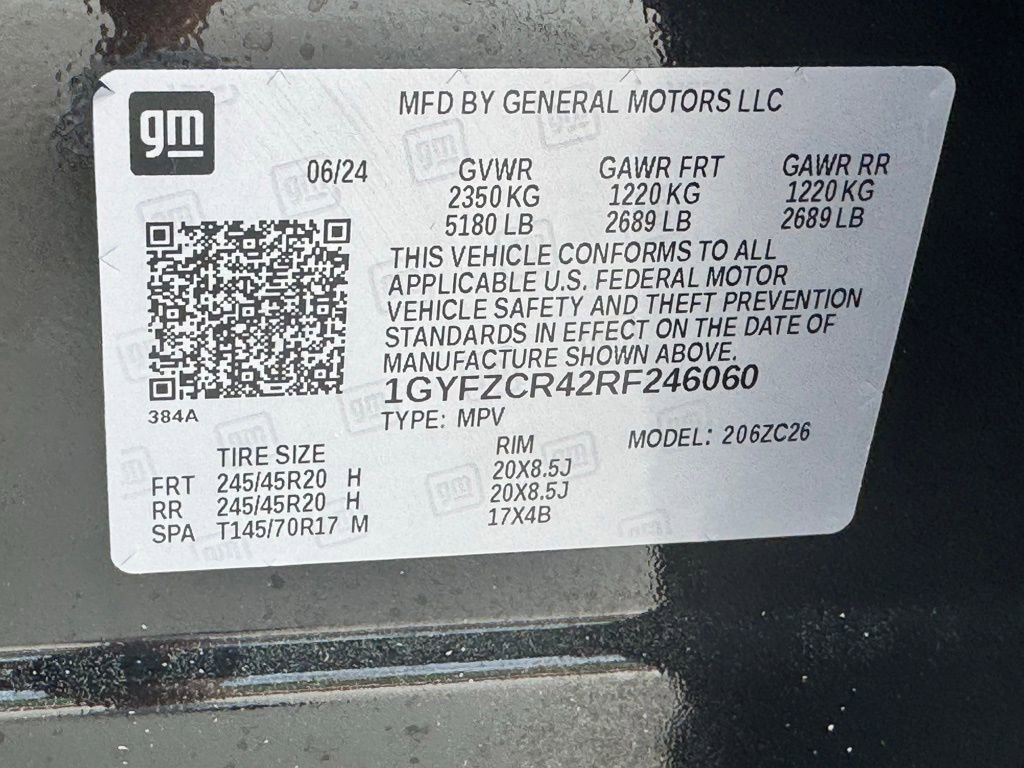 gm
MFD BY GENERAL MOTORS LLC
06/24 GVWR GAWR FRT GAWR RR
2350 KG 1220 KG 1220 KG
5180 LB 2689 LB 2689 LB
THIS VEHICLE CONFORMS TO ALL
APPLICABLE U.S. FEDERAL MOTOR
VEHICLE SAFETY AND THEFT PREVENTION
STANDARDS IN EFFECT ON THE DATE OF
MANUFACTURE SHOWN ABOVE.
1GYFZCR42RF246060
384A
TYPE: MPV MODEL: 206ZC26
TIRE SIZE RIM
FRT 245/45R20 H 20X8.5J
RR 245/45R20 H 20X8.5J
SPA T145/70R17 M 17X4B